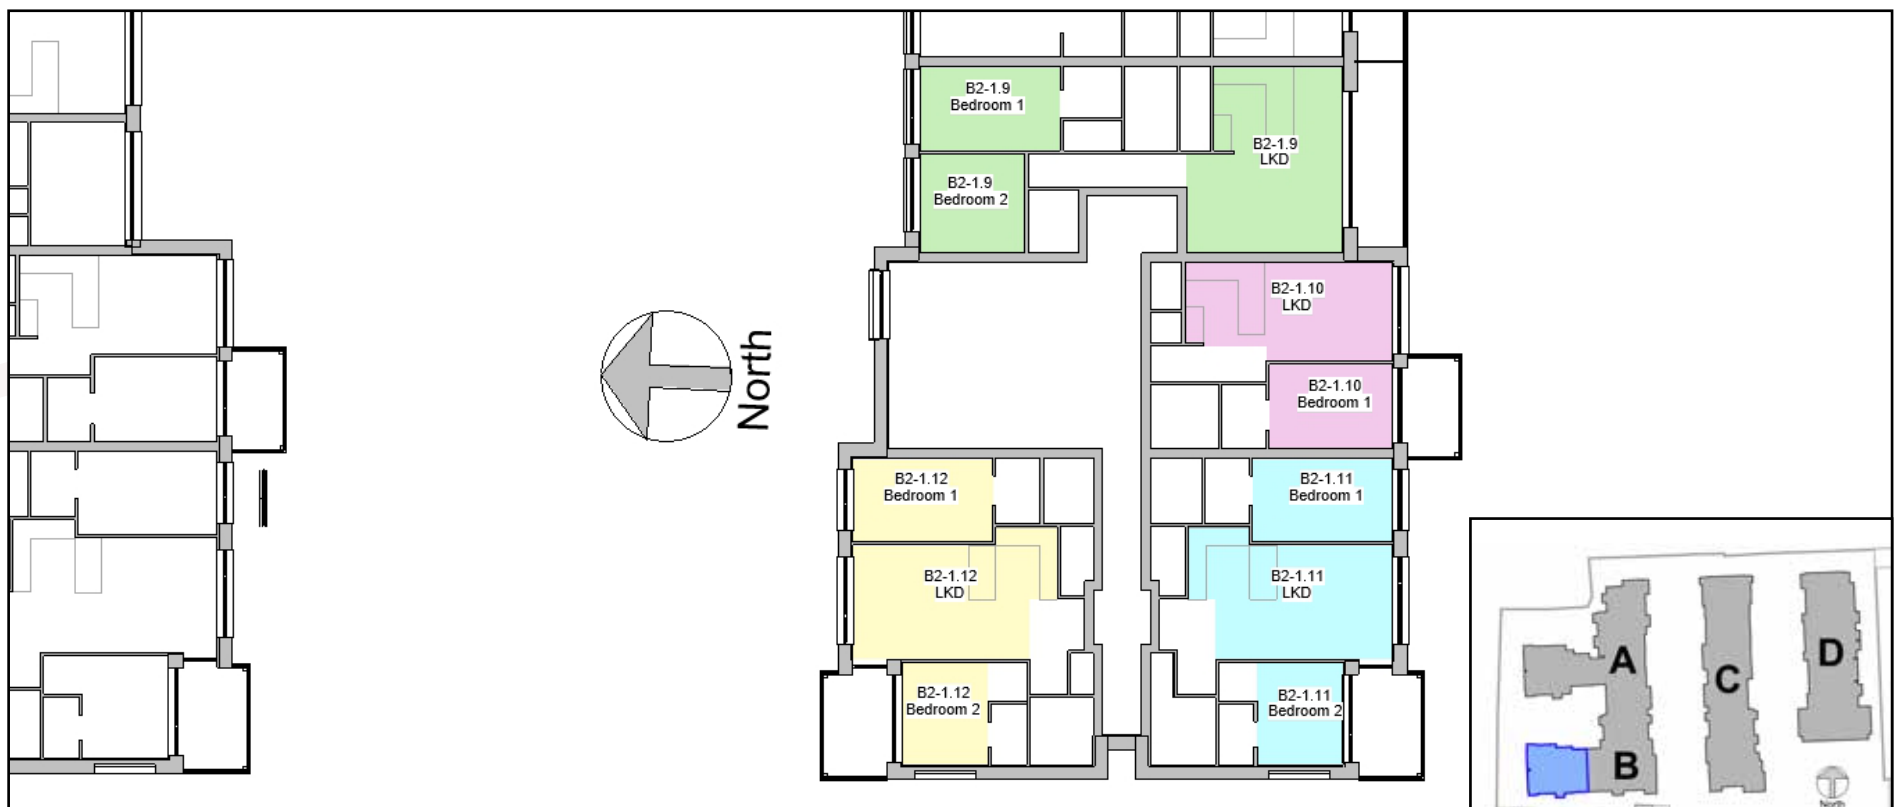 B2-1.9
Bedroom 1
B2-1.9
LKD
B2-1.9
Bedroom 2
B2-1.10
LKD
B2-1.10
Bedroom 1
North
B2-1.12
Bedroom 1
B2-1.11
Bedroom 1
B2-1.12
LKD
B2-1.11
LKD
B2-1.12
Bedroom 2
B2-1.11
Bedroom 2
A
C
D
B
North